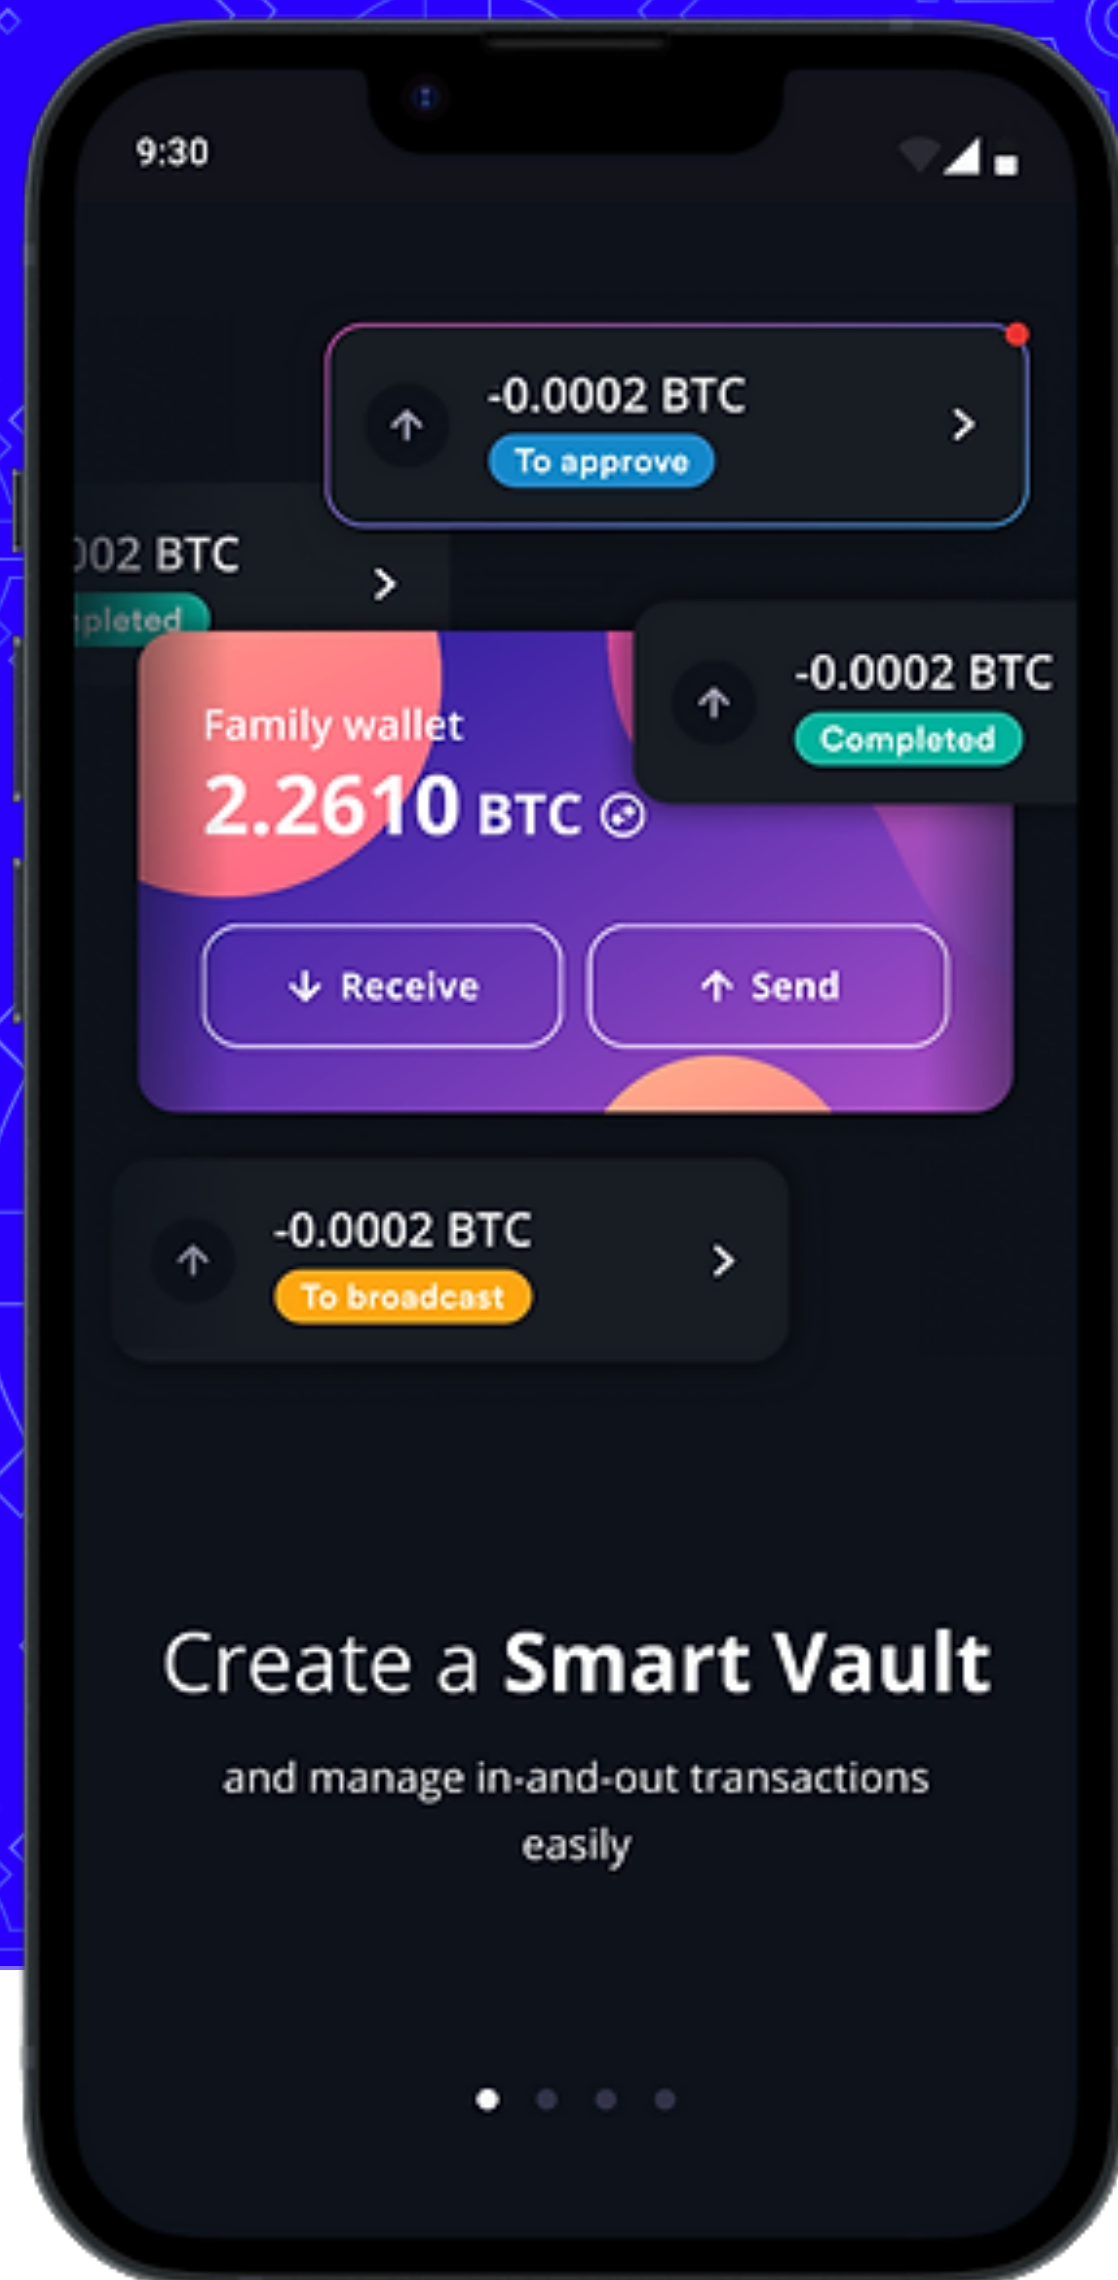 9:30
-0.0002 BTC
To approve
002 BTC
-0.0002 BTC
Completed
Family wallet
2.2610 BTC
Receive
Send
-0.0002 BTC
To broadcast
Create a Smart Vault
and manage in-and-out transactions
easily